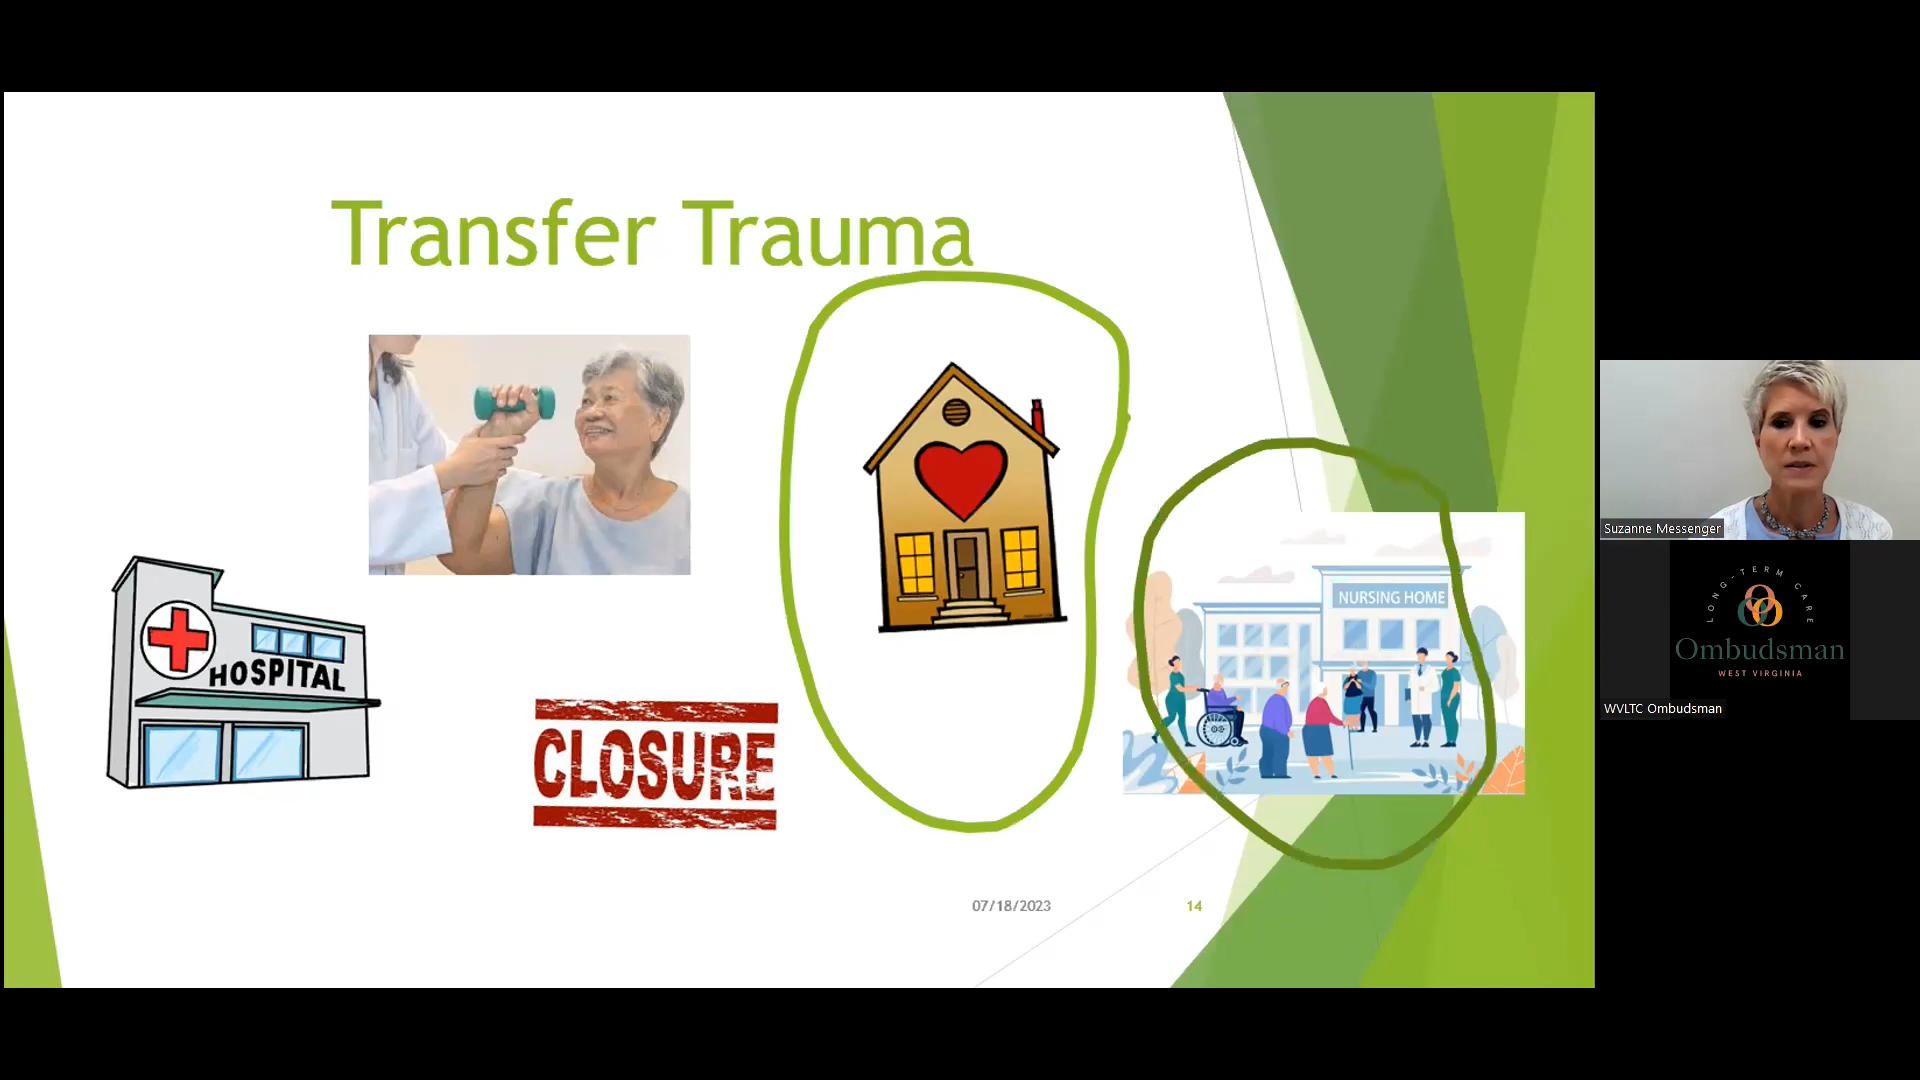 Transfer Trauma
HOSPITAL
CLOSURE
NURSING HOME
07/18/2023
14
Suzanne Messenger
LONG-TERM CARE
Ombudsman
WEST VIRGINIA
WVLTC Ombudsman